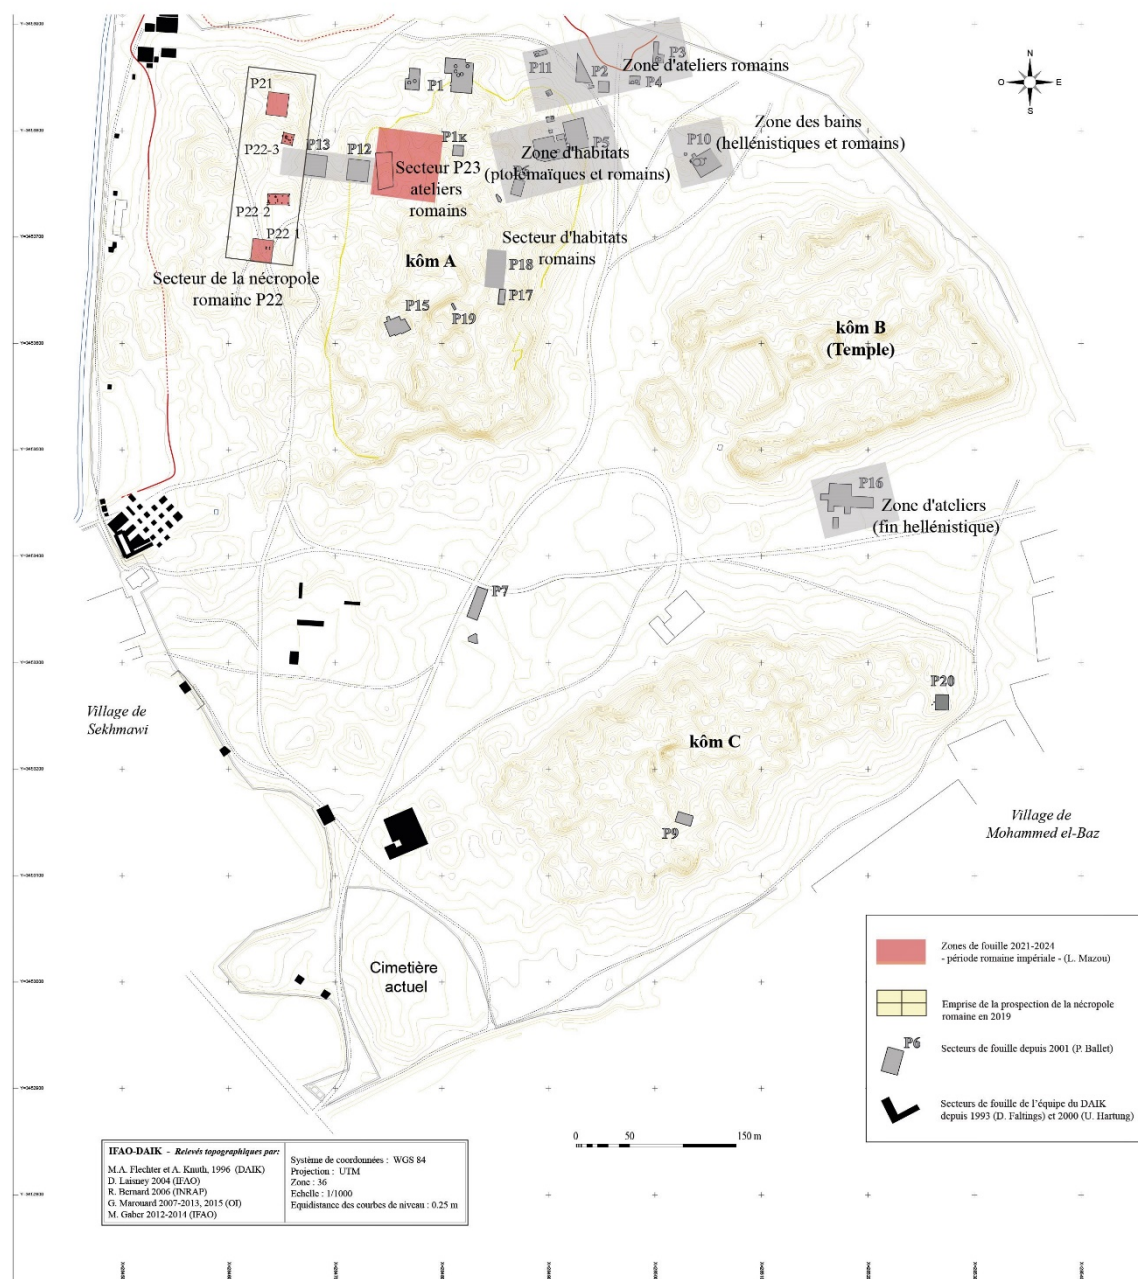 P21
P22-3
P22 2
P22 1
Secteur de la nécropole
romaine P22
P13
P12
P1
P1K
Secteur P23
ateliers
romains
P11
P2
P3
P4
Zone d'ateliers romains
P5
P6
Zone d'habitats
(ptolémaïques et romains)
P10
Zone des bains
(hellénistiques et romains)
N
O
E
S
kôm A
Secteur d'habitats
romains
P18
P17
P15
P19
kôm B
(Temple)
P16
Zone d'ateliers
(fin hellénistique)
P7
P20
kôm C
P9
Village de
Sekhmawi
Village de
Mohammed el-Baz
Cimetière
actuel
Zones de fouille 2021-2024
- période romaine impériale - (L. Mazou)
Emprise de la prospection de la nécropole
romaine en 2019
P6
Secteurs de fouille depuis 2001 (P. Ballet)
Secteurs de fouille de l'équipe du DAIK
depuis 1993 (D. Faltings) et 2000 (U. Hartung)
0 50 150 m
IFAO-DAIK - Relevés topographiques par:
M.A. Flechter et A. Knuth, 1996 (DAIK)
D. Laisney 2004 (IFAO)
R. Bernard 2006 (INRAP)
G. Marouard 2007-2013, 2015 (OI)
M. Gaber 2012-2014 (IFAO)
Système de coordonnées : WGS 84
Projection : UTM
Zone : 36
Echelle : 1/1000
Equidistance des courbes de niveau : 0.25 m